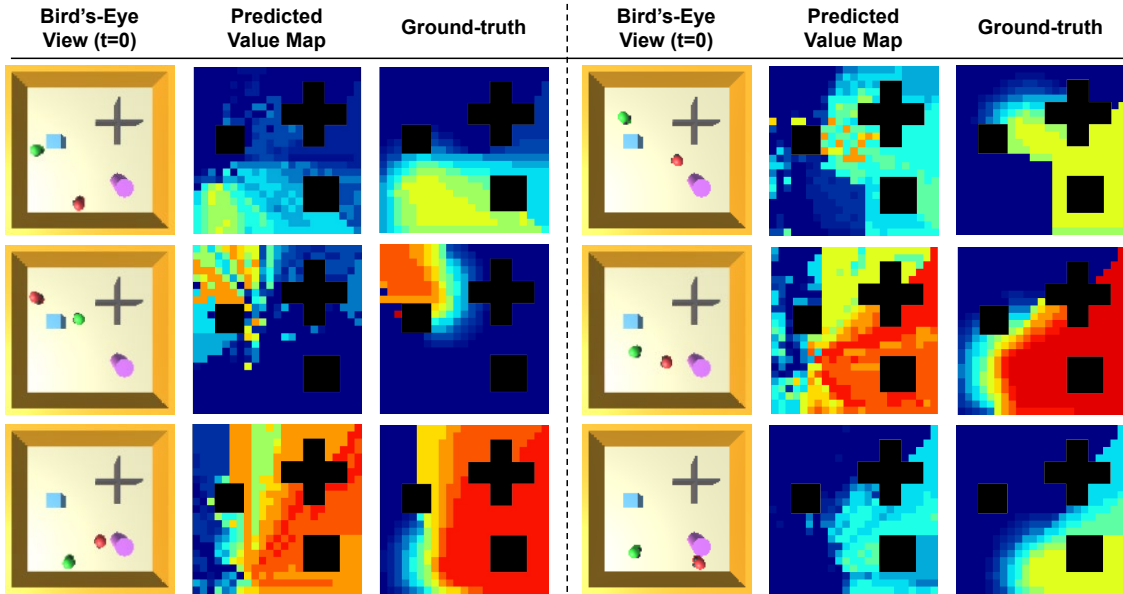 Bird's-Eye
View (t=0)
Predicted
Value Map
Ground-truth
Bird's-Eye
View (t=0)
Predicted
Value Map
Ground-truth